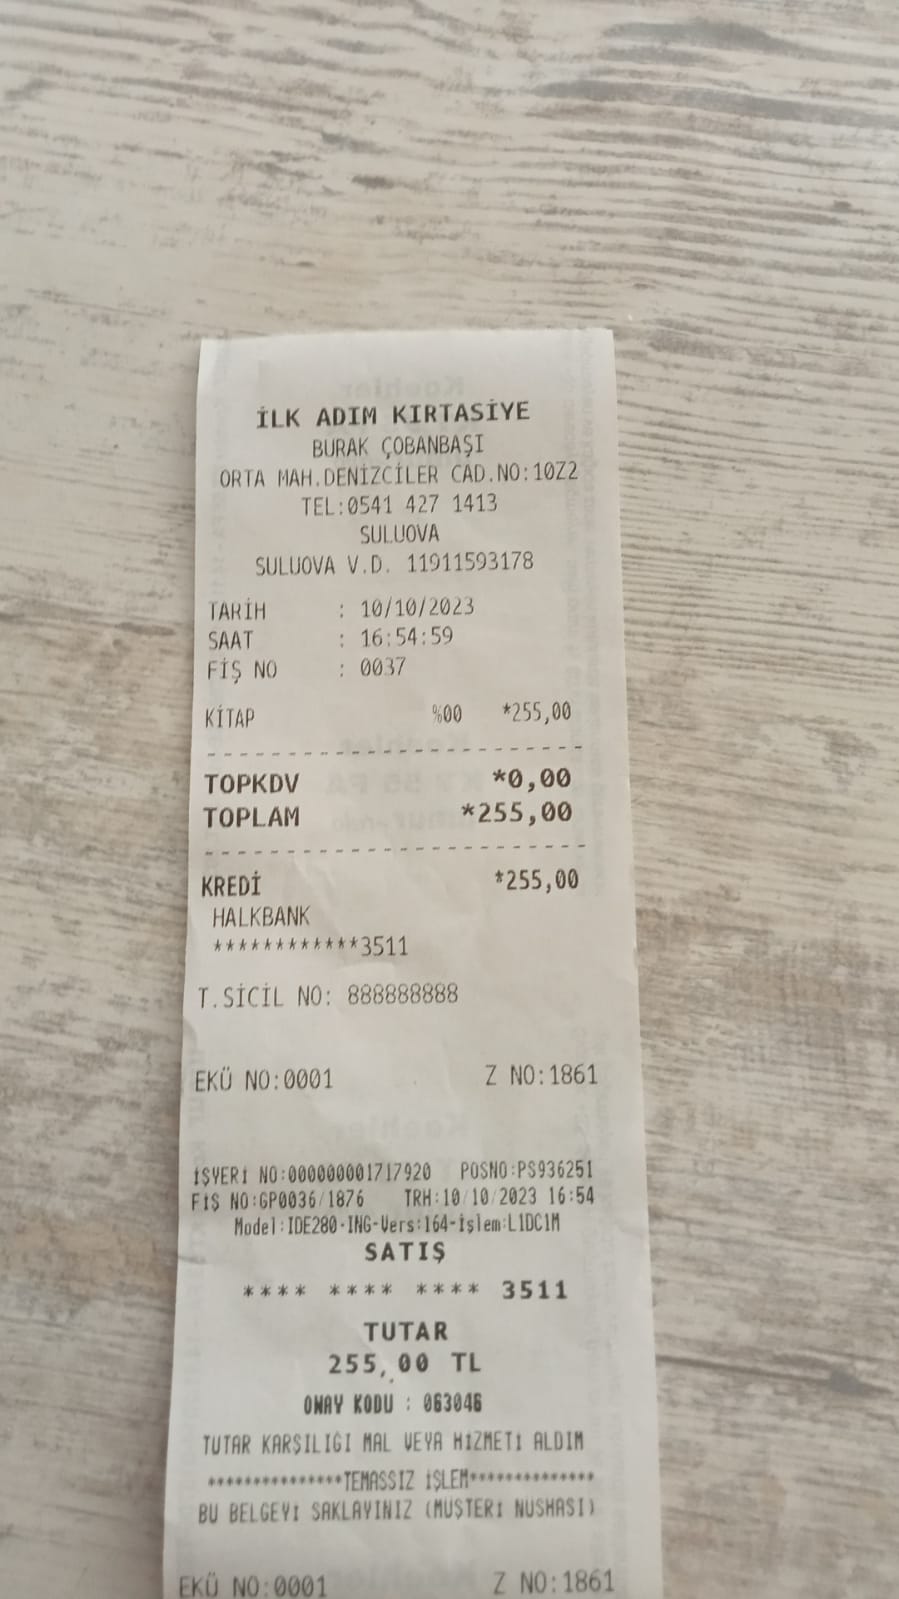 İLK ADIM KIRTASİYE
BURAK ÇOBANBAŞI
ORTA MAH.DENİZCİLER CAD.NO:10Z2
TEL:0541 427 1413
SULUOVA
SULUOVA V.D. 11911593178
TARİH : 10/10/2023
SAAT : 16:54:59
FİŞ NO : 0037
KİTAP %00 *255,00
TOPKDV *0,00
TOPLAM *255,00
KREDİ *255,00
HALKBANK
************3511
T.SİCİL NO: 888888888
EKÜ NO:0001 Z NO:1861
İŞYERİ NO:000000001717920 POSNO:PS936251
FİŞ NO:GP0036/1876 TRH:10/10/2023 16:54
Model:IDE280-ING-Vers:164-İşlem:L1DC1M
SATIŞ
**** **** **** 3511
TUTAR
255,00 TL
ONAY KODU : 063046
TUTAR KARŞILIĞI MAL VEYA HİZMETİ ALDIM
***************TEMASSIZ İŞLEM**************
BU BELGEYİ SAKLAYINIZ (MÜŞTERİ NÜSHASI)
EKÜ NO:0001 Z NO:1861